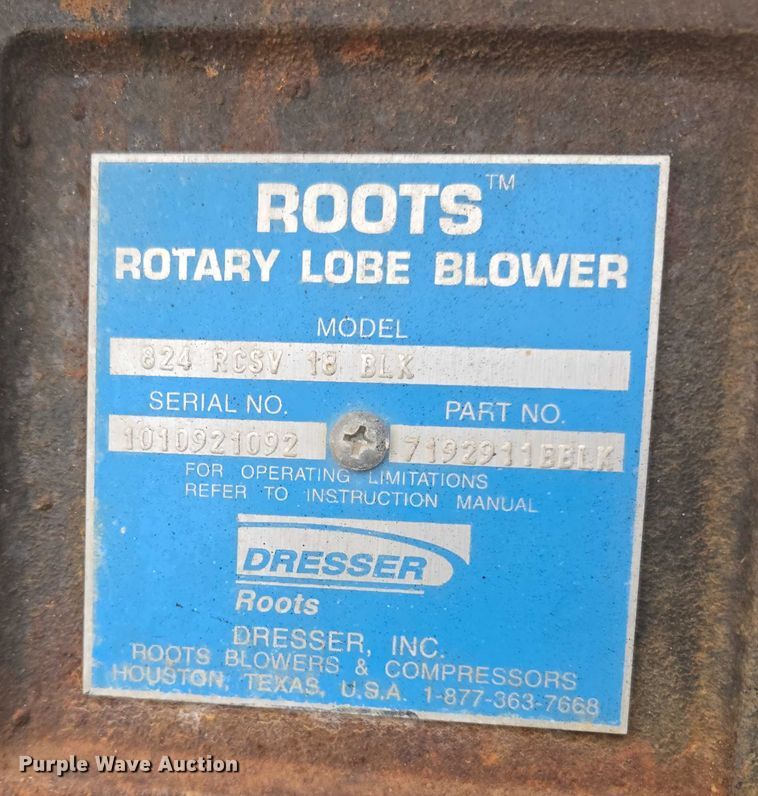 ROOTS™
ROTARY LOBE BLOWER
MODEL
824 RCSV 18 BLK
SERIAL NO. PART NO.
1010921092 7192911BBLK
FOR OPERATING LIMITATIONS
REFER TO INSTRUCTION MANUAL
DRESSER
Roots
DRESSER, INC.
ROOTS BLOWERS & COMPRESSORS
HOUSTON, TEXAS, U.S.A. 1-877-363-7668
Purple Wave Auction